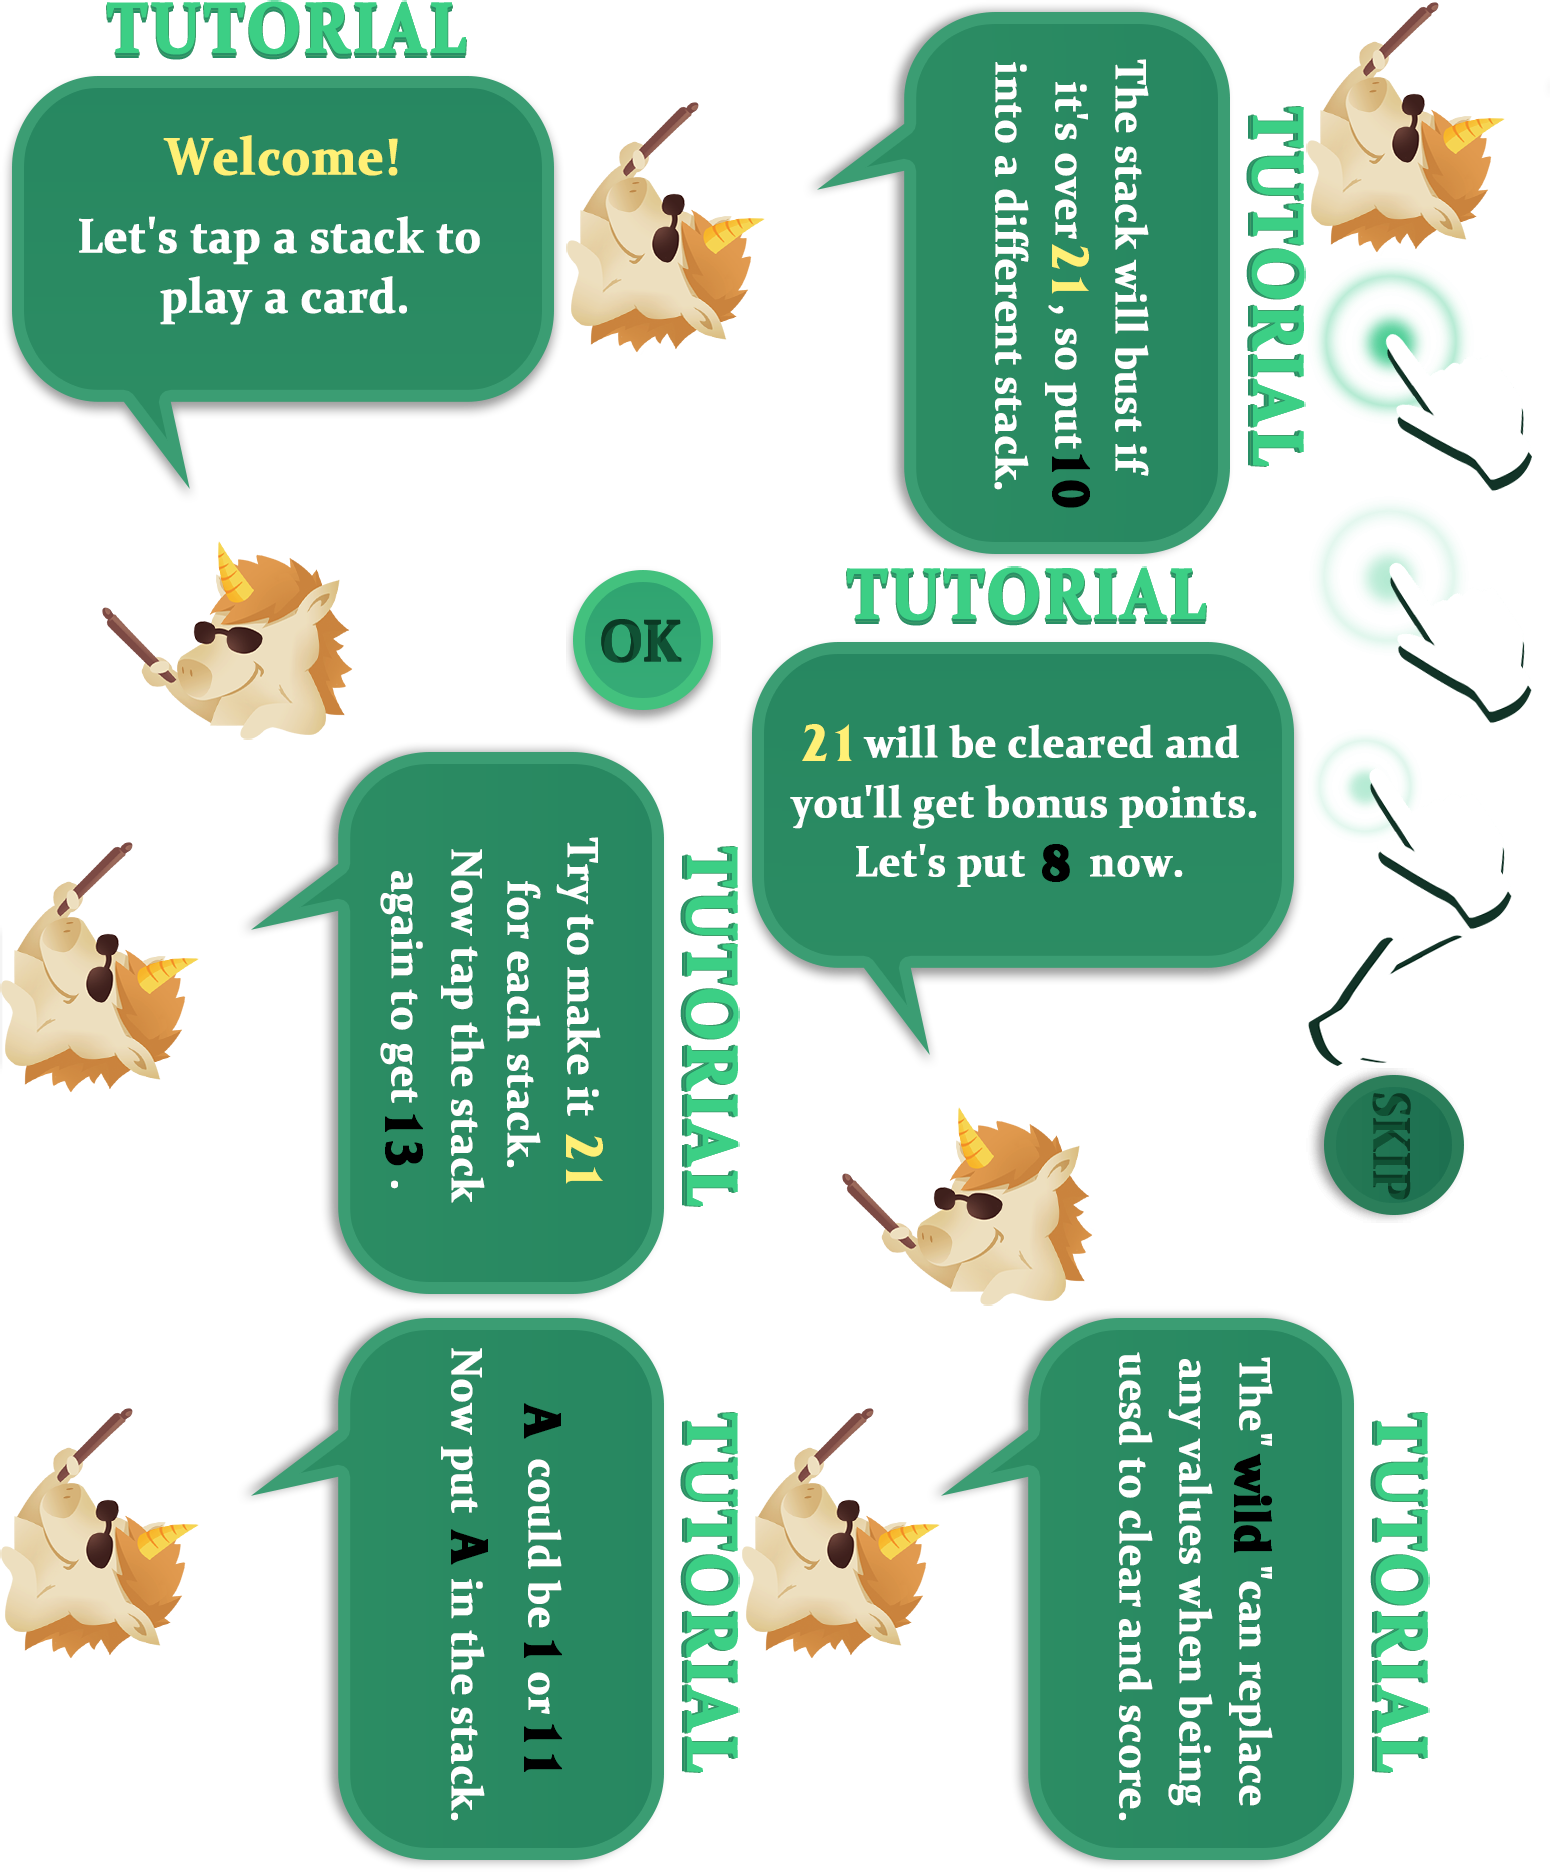 TUTORIAL
Welcome!
Let's tap a stack to
play a card.
TUTORIAL
The stack will bust if
it's over 21, so put 10
into a different stack.
OK
TUTORIAL
21 will be cleared and
you'll get bonus points.
Let's put 8 now.
TUTORIAL
Try to make it 21
for each stack.
Now tap the stack
again to get 13.
SKIP
TUTORIAL
A could be 1 or 11
Now put A in the stack.
TUTORIAL
The" wild "can replace
any values when being
uesd to clear and score.